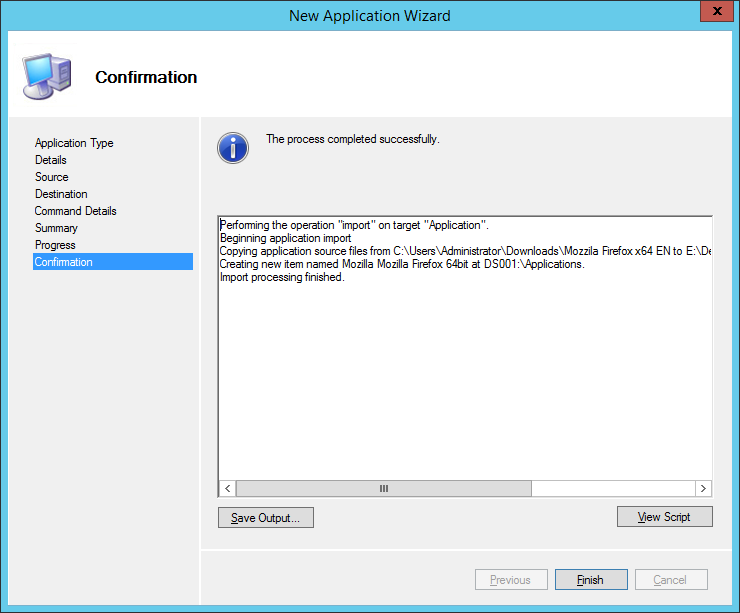 New Application Wizard
x
Confirmation
Application Type
Details
Source
Destination
Command Details
Summary
Progress
Confirmation
The process completed successfully.
Performing the operation "import" on target "Application".
Beginning application import
Copying application source files from C:\Users\Administrator\Downloads\Mozzila Firefox x64 EN to E:\De
Creating new item named Mozilla Mozilla Firefox 64bit at DS001:\Applications.
Import processing finished.
Save Output...
View Script
Previous
Finish
Cancel